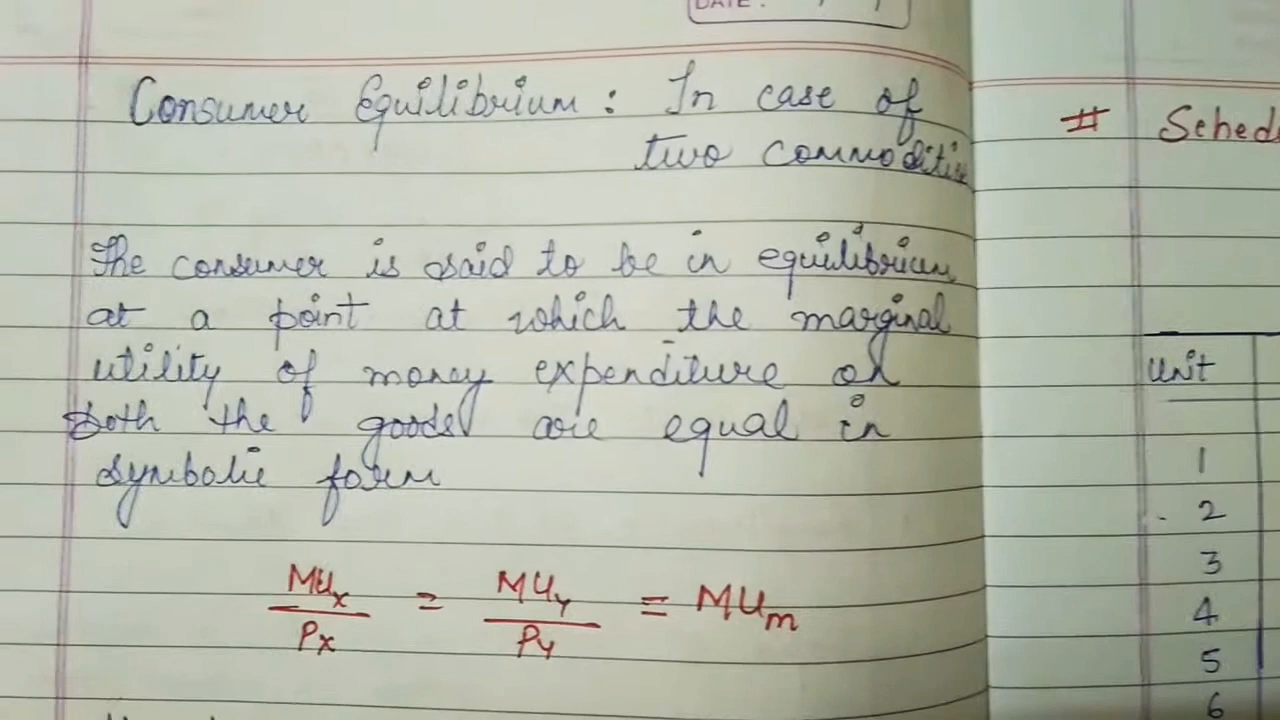 DATE:
Consumer Equilibrium: In case of
two commodities
The consumer is said to be in equilibrium
at a point at which the marginal
utility of money expenditure on
both the goods are equal in
symbolic form
MUx/Px = MUy/Py = MUm
# Sched
Unit
1
2
3
4
5
6